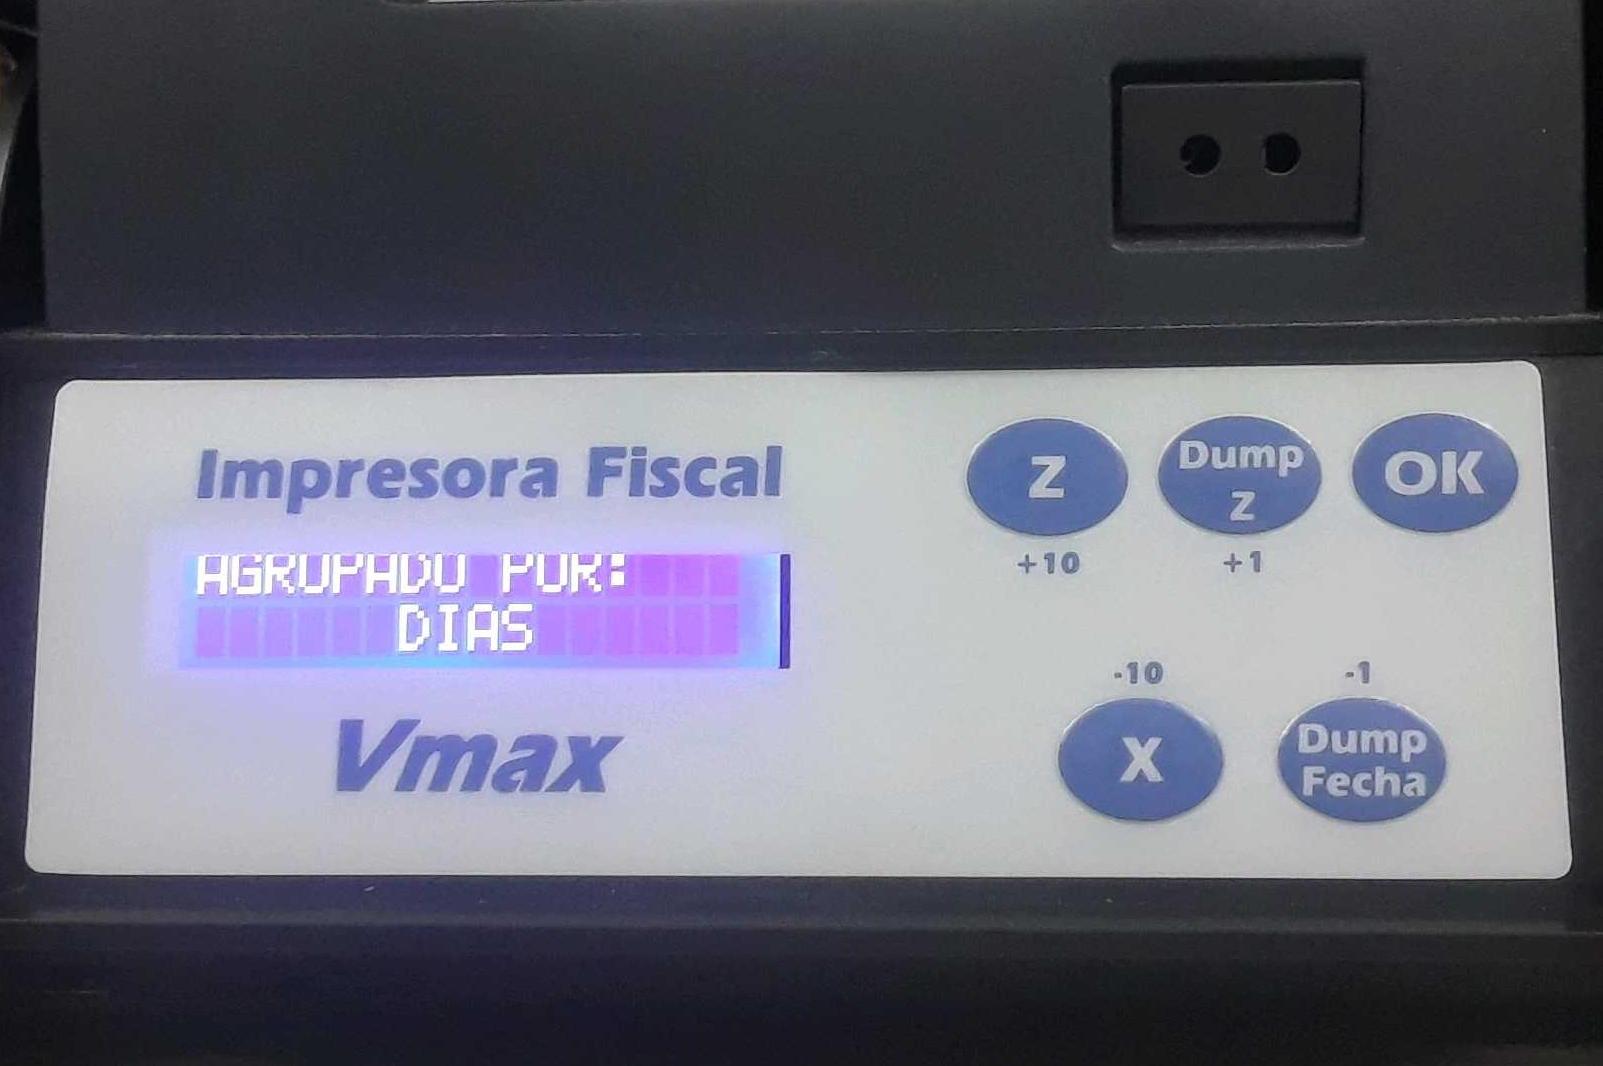 Impresora Fiscal
AGRUPADO POR:
DIAS
Vmax
Z
+10
Dump
Z
+1
OK
-10
X
-1
Dump
Fecha